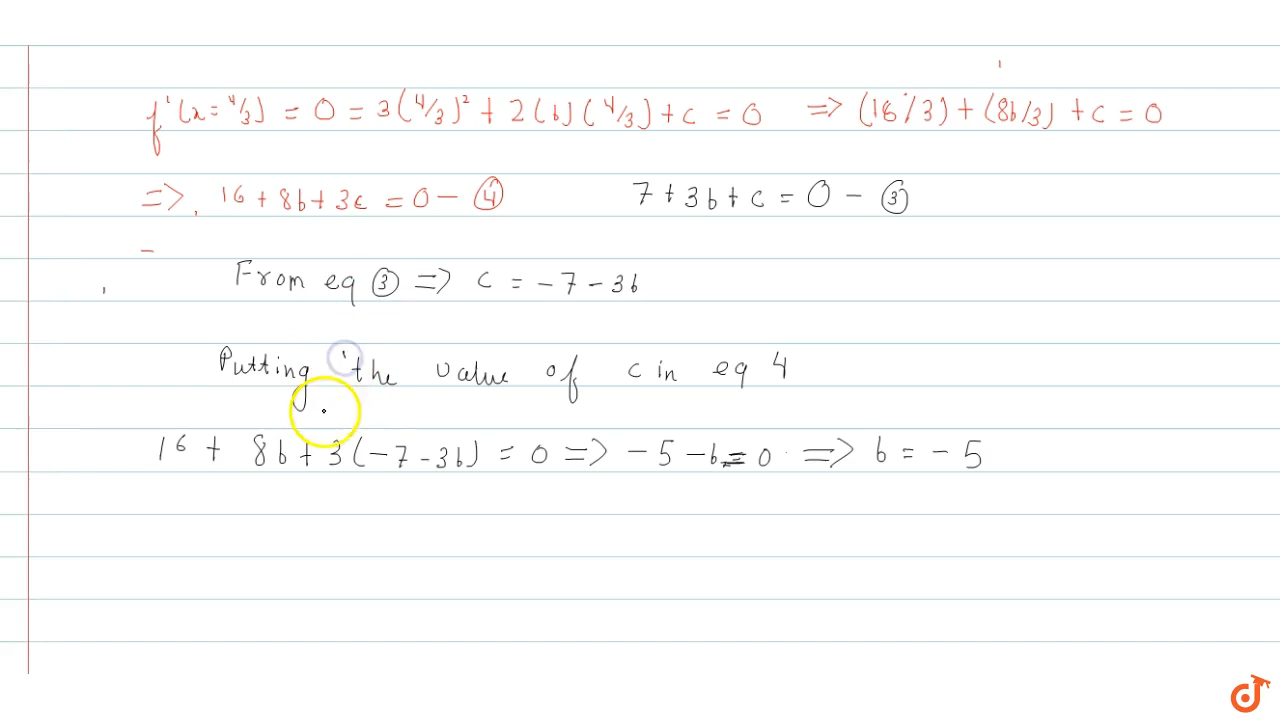 f'(x=4/3) = 0 = 3(4/3)² + 2(b)(4/3) + c = 0 => (16/3) + (8b/3) + c = 0
=> 16 + 8b + 3c = 0 - ④ 7 + 3b + c = 0 - ③
From eq ③ => c = -7 - 3b
Putting the value of c in eq 4
16 + 8b + 3(-7 - 3b) = 0 => -5 - b = 0 => b = -5